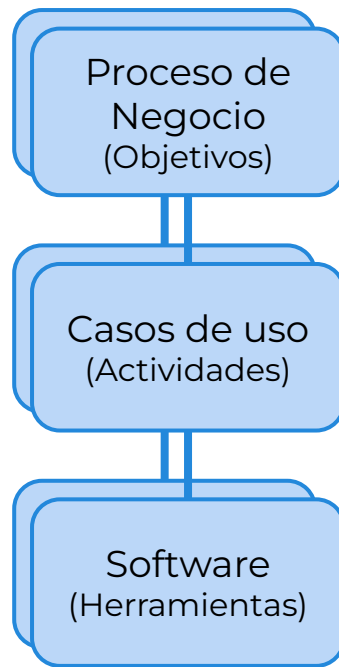 Proceso de
Negocio
(Objetivos)
Casos de uso
(Actividades)
Software
(Herramientas)